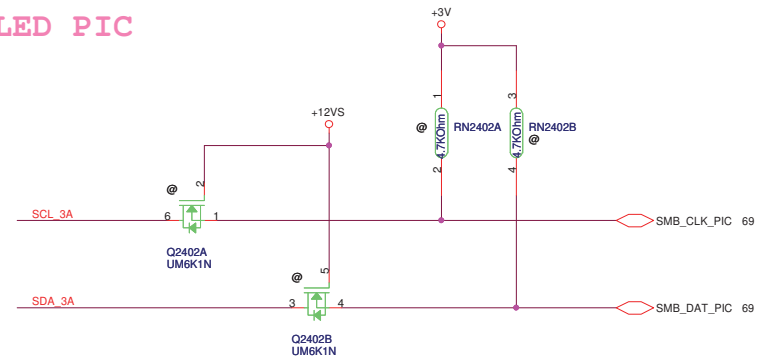 LED PIC
+3V
+12VS
1
3
@
4.7KOhm
RN2402A
4.7KOhm
RN2402B
@
2
4
@
2
SCL_3A
6
1
SMB_CLK_PIC 69
Q2402A
UM6K1N
@
5
SDA_3A
3
4
SMB_DAT_PIC 69
Q2402B
UM6K1N